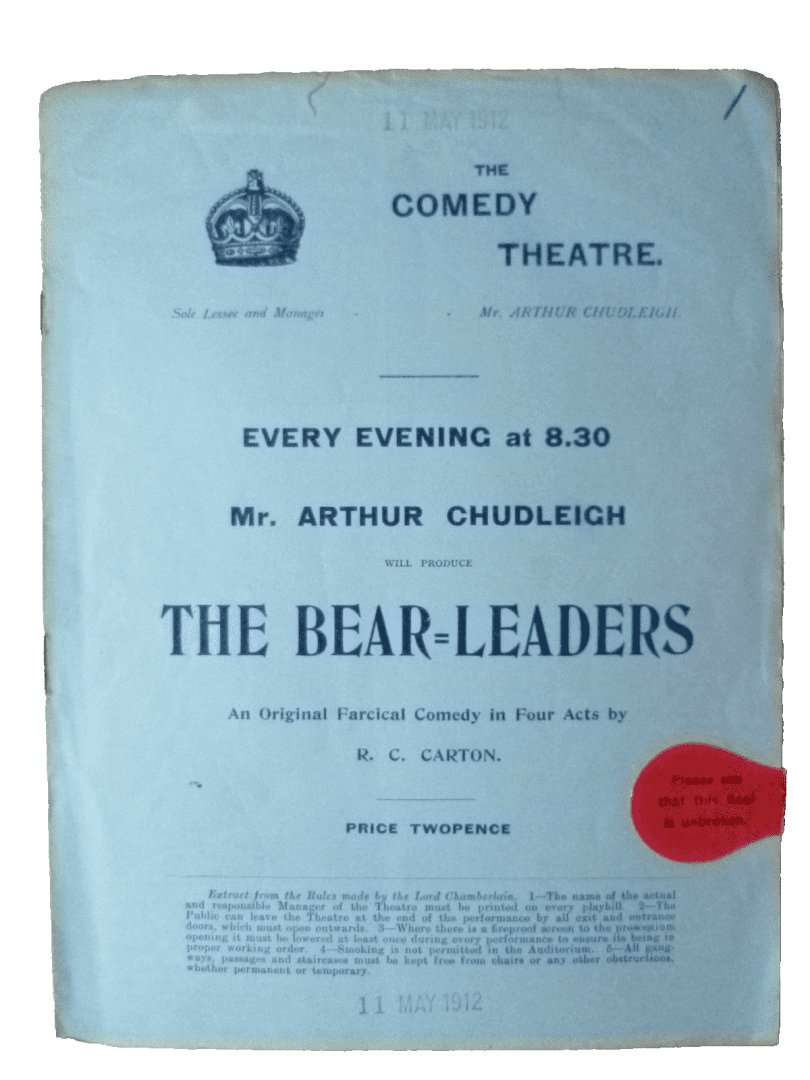 11 MAY 1912
THE
COMEDY
THEATRE.
Sole Lessee and Manager - - Mr. ARTHUR CHUDLEIGH.
EVERY EVENING at 8.30
Mr. ARTHUR CHUDLEIGH
WILL PRODUCE
THE BEAR=LEADERS
An Original Farcical Comedy in Four Acts by
R. C. CARTON.
Please see
that this Seal
is unbroken.
PRICE TWOPENCE
Extract from the Rules made by the Lord Chamberlain. 1—The name of the actual
and responsible Manager of the Theatre must be printed on every playbill. 2—The
Public can leave the Theatre at the end of the performance by all exit and entrance
doors, which must open outwards. 3—Where there is a fireproof screen to the proscenium
opening it must be lowered at least once during every performance to ensure its being in
proper working order. 4—Smoking is not permitted in the Auditorium. 6—All gang-
ways, passages and staircases must be kept free from chairs or any other obstructions,
whether permanent or temporary.
11 MAY 1912